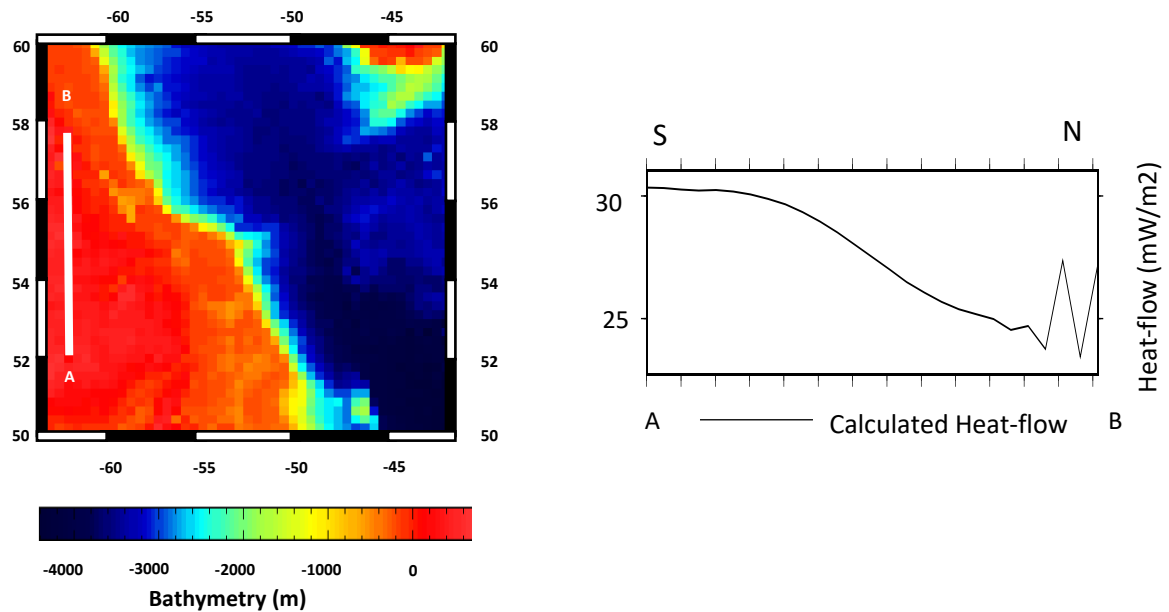 -60 -55 -50 -45
60 60
B
58 58
56 56
54 54
52 52
A
50 50
-60 -55 -50 -45
-4000 -3000 -2000 -1000 0
Bathymetry (m)
S N
30
25
Heat-flow (mW/m2)
A Calculated Heat-flow B